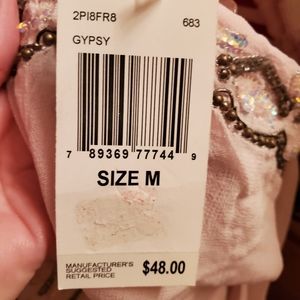 2PI8FR8 683
GYPSY
7 89369 77744 9
SIZE M
MANUFACTURER'S
SUGGESTED
RETAIL PRICE $48.00